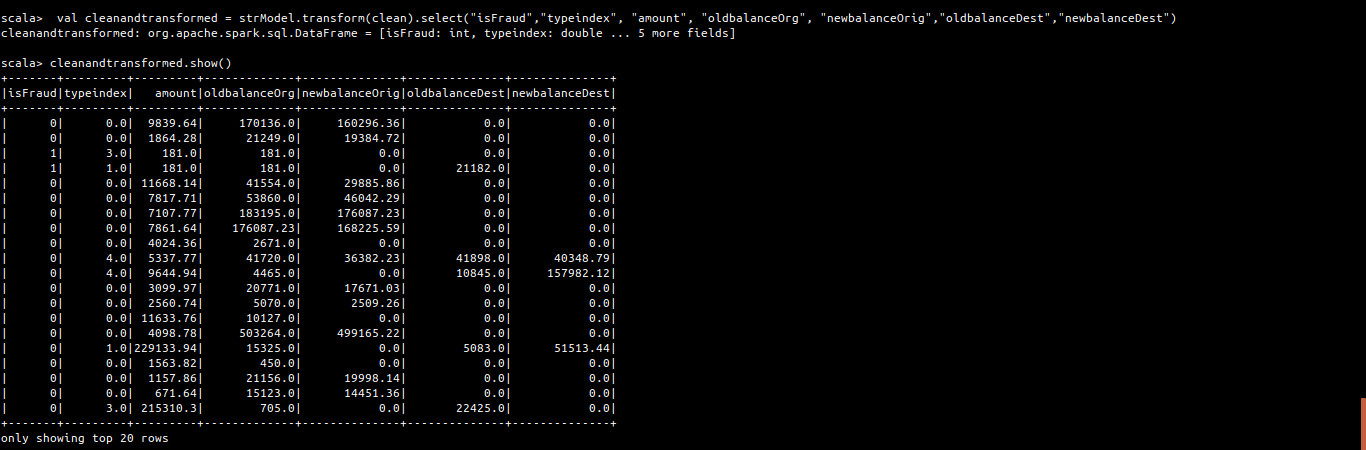 scala>  val cleanandtransformed = strModel.transform(clean).select("isFraud","typeindex", "amount", "oldbalanceOrg", "newbalanceOrig","oldbalanceDest","newbalanceDest")
cleanandtransformed: org.apache.spark.sql.DataFrame = [isFraud: int, typeindex: double ... 5 more fields]

scala> cleanandtransformed.show()
+-------+---------+---------+-------------+--------------+--------------+--------------+
|isFraud|typeindex|   amount|oldbalanceOrg|newbalanceOrig|oldbalanceDest|newbalanceDest|
+-------+---------+---------+-------------+--------------+--------------+--------------+
|      0|      0.0|  9839.64|     170136.0|     160296.36|           0.0|           0.0|
|      0|      0.0|  1864.28|      21249.0|      19384.72|           0.0|           0.0|
|      1|      3.0|    181.0|        181.0|           0.0|           0.0|           0.0|
|      1|      1.0|    181.0|        181.0|           0.0|       21182.0|           0.0|
|      0|      0.0| 11668.14|      41554.0|      29885.86|           0.0|           0.0|
|      0|      0.0|  7817.71|      53860.0|      46042.29|           0.0|           0.0|
|      0|      0.0|  7107.77|     183195.0|     176087.23|           0.0|           0.0|
|      0|      0.0|  7861.64|    176087.23|     168225.59|           0.0|           0.0|
|      0|      0.0|  4024.36|       2671.0|           0.0|           0.0|           0.0|
|      0|      4.0|  5337.77|      41720.0|      36382.23|       41898.0|      40348.79|
|      0|      4.0|  9644.94|       4465.0|           0.0|       10845.0|     157982.12|
|      0|      0.0|  3099.97|      20771.0|      17671.03|           0.0|           0.0|
|      0|      0.0|  2560.74|       5070.0|       2509.26|           0.0|           0.0|
|      0|      0.0| 11633.76|      10127.0|           0.0|           0.0|           0.0|
|      0|      0.0|  4098.78|     503264.0|     499165.22|           0.0|           0.0|
|      0|      1.0|229133.94|      15325.0|           0.0|        5083.0|      51513.44|
|      0|      0.0|  1563.82|        450.0|           0.0|           0.0|           0.0|
|      0|      0.0|  1157.86|      21156.0|      19998.14|           0.0|           0.0|
|      0|      0.0|   671.64|      15123.0|      14451.36|           0.0|           0.0|
|      0|      3.0| 215310.3|        705.0|           0.0|       22425.0|           0.0|
+-------+---------+---------+-------------+--------------+--------------+--------------+
only showing top 20 rows